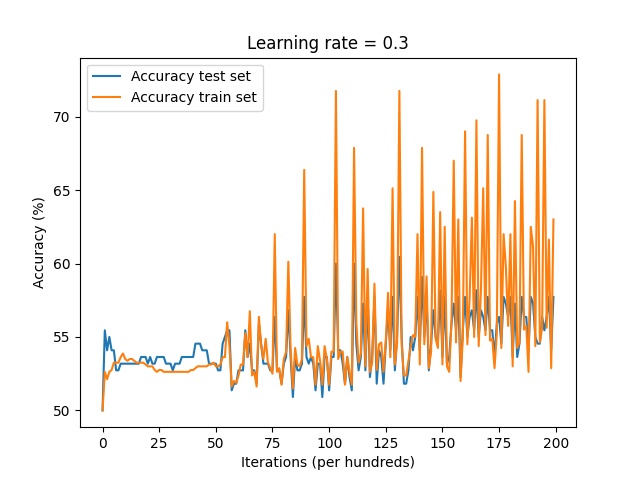 Learning rate = 0.3
Accuracy test set
Accuracy train set
70
65
60
55
50
Accuracy (%)
0 25 50 75 100 125 150 175 200
Iterations (per hundreds)